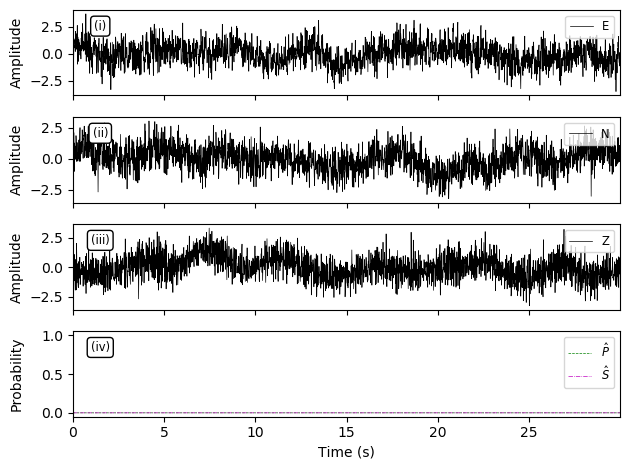 2.5
0.0
−2.5
Amplitude
(i)
E
2.5
0.0
−2.5
Amplitude
(ii)
N
2.5
0.0
−2.5
Amplitude
(iii)
Z
1.0
0.5
0.0
Probability
(iv)
P̂
Ŝ
0 5 10 15 20 25
Time (s)